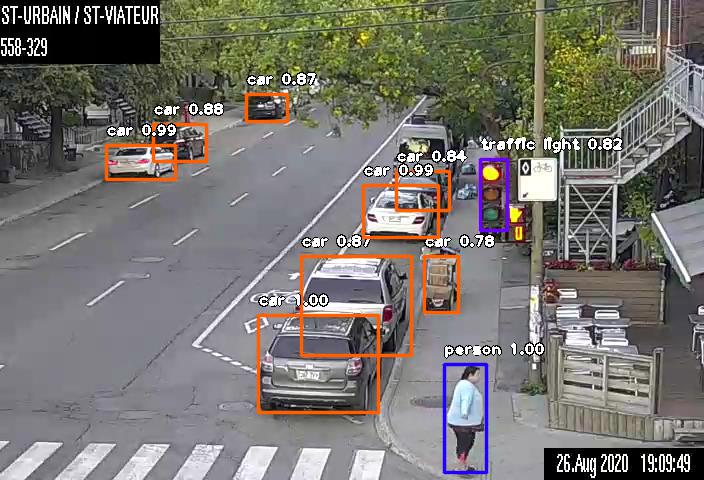 ST-URBAIN / ST-VIATEUR
558-329
car 0.87
car 0.88
car 0.99
traffic light 0.82
car 0.84
car 0.99
car 0.87
car 0.78
car 1.00
person 1.00
26.Aug 2020 19:09:49